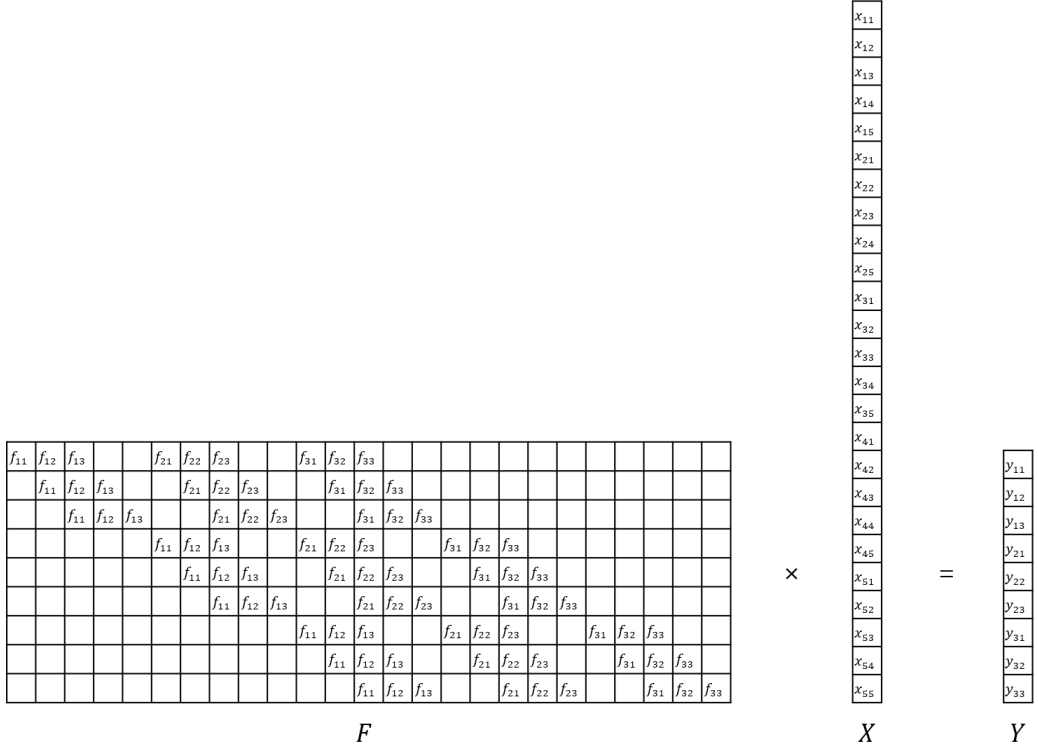 x₁₁
x₁₂
x₁₃
x₁₄
x₁₅
x₂₁
x₂₂
x₂₃
x₂₄
x₂₅
x₃₁
x₃₂
x₃₃
x₃₄
x₃₅
x₄₁
x₄₂
x₄₃
x₄₄
x₄₅
x₅₁
x₅₂
x₅₃
x₅₄
x₅₅
f₁₁ f₁₂ f₁₃ f₂₁ f₂₂ f₂₃ f₃₁ f₃₂ f₃₃
f₁₁ f₁₂ f₁₃ f₂₁ f₂₂ f₂₃ f₃₁ f₃₂ f₃₃
f₁₁ f₁₂ f₁₃ f₂₁ f₂₂ f₂₃ f₃₁ f₃₂ f₃₃
f₁₁ f₁₂ f₁₃ f₂₁ f₂₂ f₂₃ f₃₁ f₃₂ f₃₃
f₁₁ f₁₂ f₁₃ f₂₁ f₂₂ f₂₃ f₃₁ f₃₂ f₃₃
f₁₁ f₁₂ f₁₃ f₂₁ f₂₂ f₂₃ f₃₁ f₃₂ f₃₃
f₁₁ f₁₂ f₁₃ f₂₁ f₂₂ f₂₃ f₃₁ f₃₂ f₃₃
f₁₁ f₁₂ f₁₃ f₂₁ f₂₂ f₂₃ f₃₁ f₃₂ f₃₃
f₁₁ f₁₂ f₁₃ f₂₁ f₂₂ f₂₃ f₃₁ f₃₂ f₃₃
× =
y₁₁
y₁₂
y₁₃
y₂₁
y₂₂
y₂₃
y₃₁
y₃₂
y₃₃
F X Y